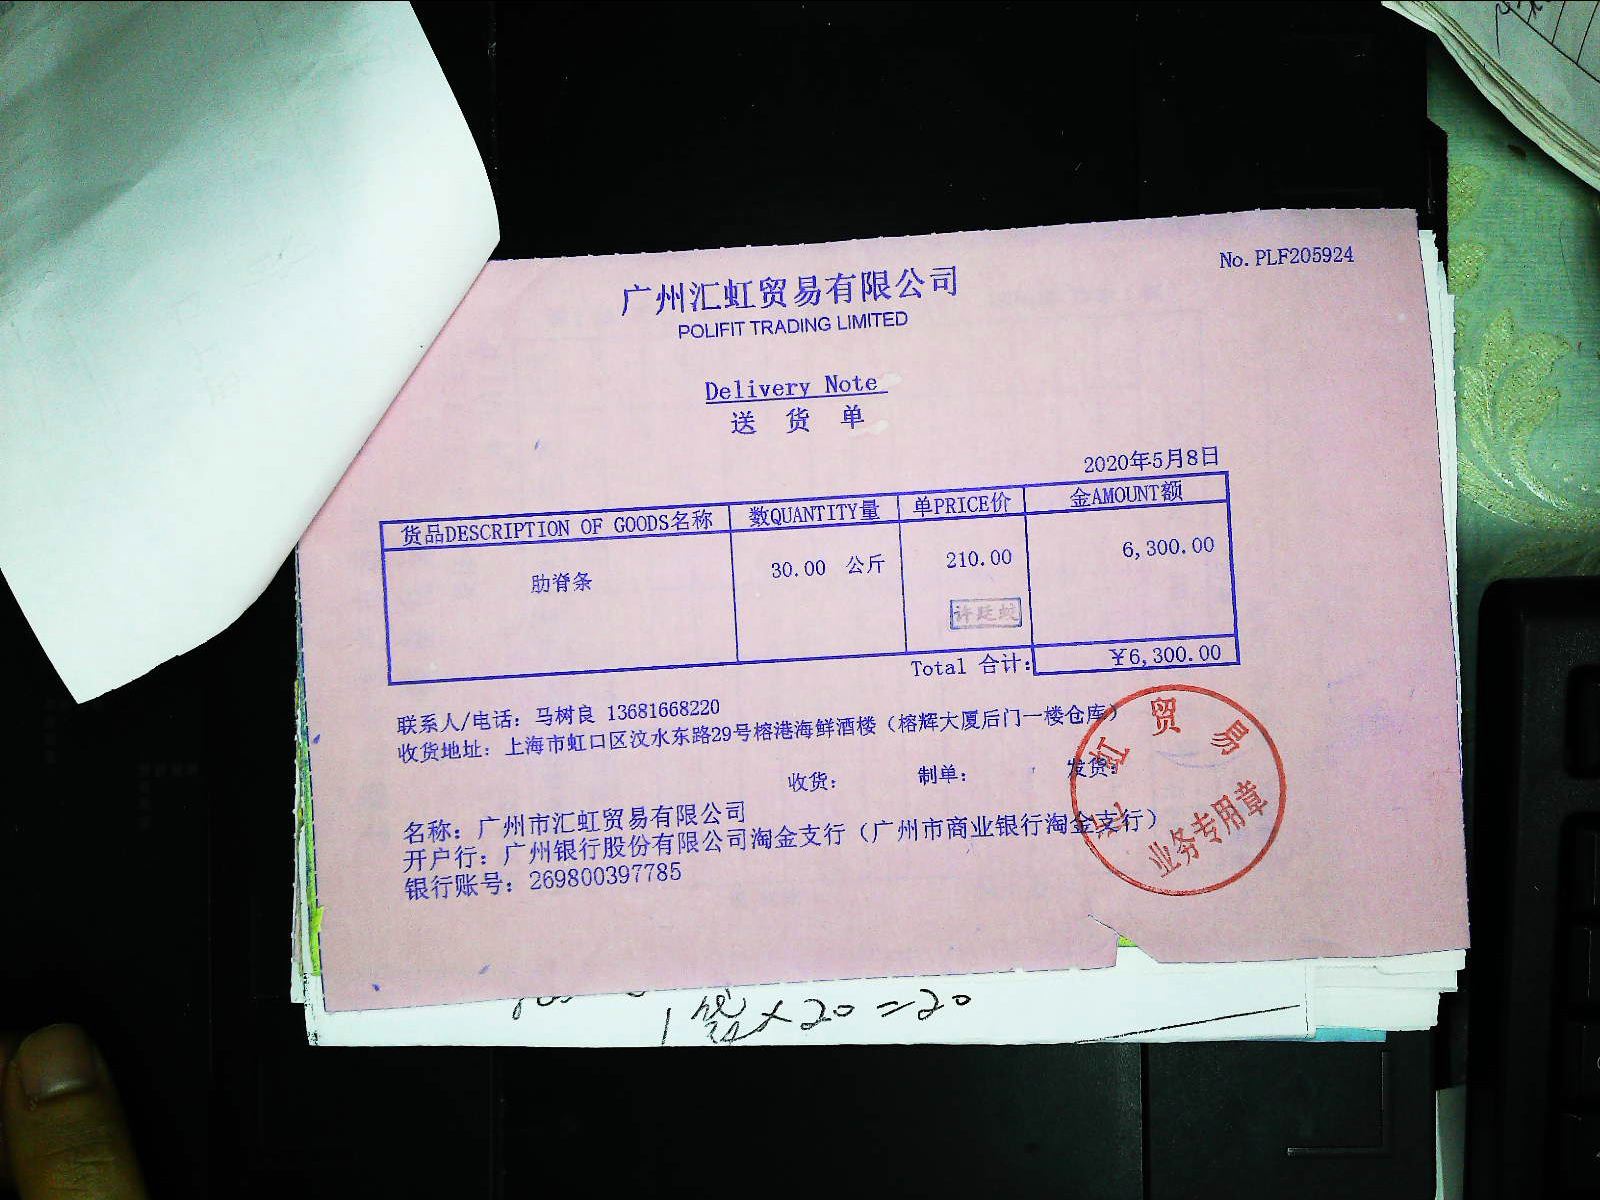 No. PLF205924
广州汇虹贸易有限公司
POLIFIT TRADING LIMITED
Delivery Note
送 货 单
2020年5月8日
货品DESCRIPTION OF GOODS名称 数QUANTITY量 单PRICE价 金AMOUNT额
肋脊条 30.00 公斤 210.00 6,300.00
Total 合计: ¥6,300.00
联系人/电话: 马树良 13681668220
收货地址: 上海市虹口区汶水东路29号榕港海鲜酒楼(榕辉大厦后门一楼仓库)
收货: 制单: 发货:
名称: 广州市汇虹贸易有限公司
开户行: 广州银行股份有限公司淘金支行(广州市商业银行淘金支行)
银行账号: 269800397785
汇虹贸易
业务专用章
1袋×20=20